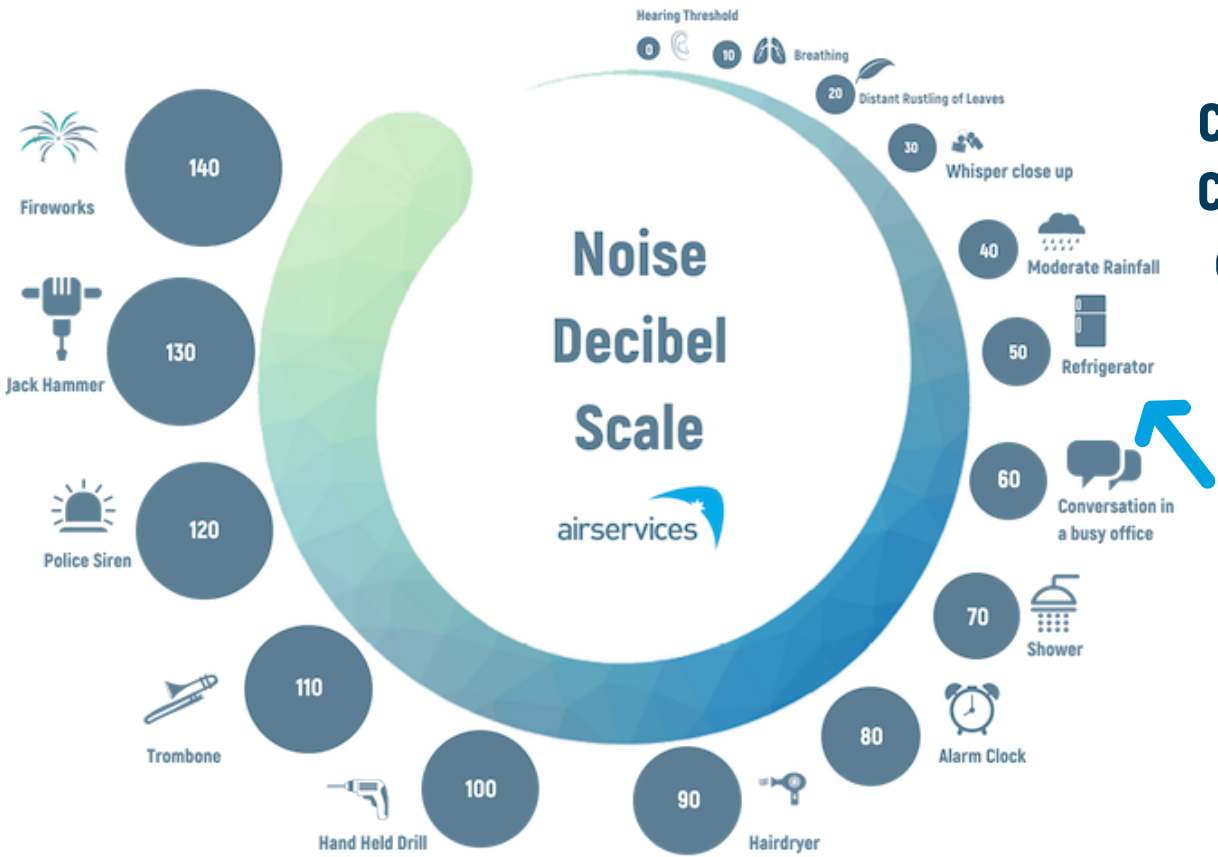 Hearing Threshold
0
10
Breathing
20
Distant Rustling of Leaves
30
Whisper close up
40
Moderate Rainfall
50
Refrigerator
60
Conversation in
a busy office
70
Shower
80
Alarm Clock
90
Hairdryer
100
Hand Held Drill
110
Trombone
120
Police Siren
130
Jack Hammer
140
Fireworks
Noise
Decibel
Scale
airservices